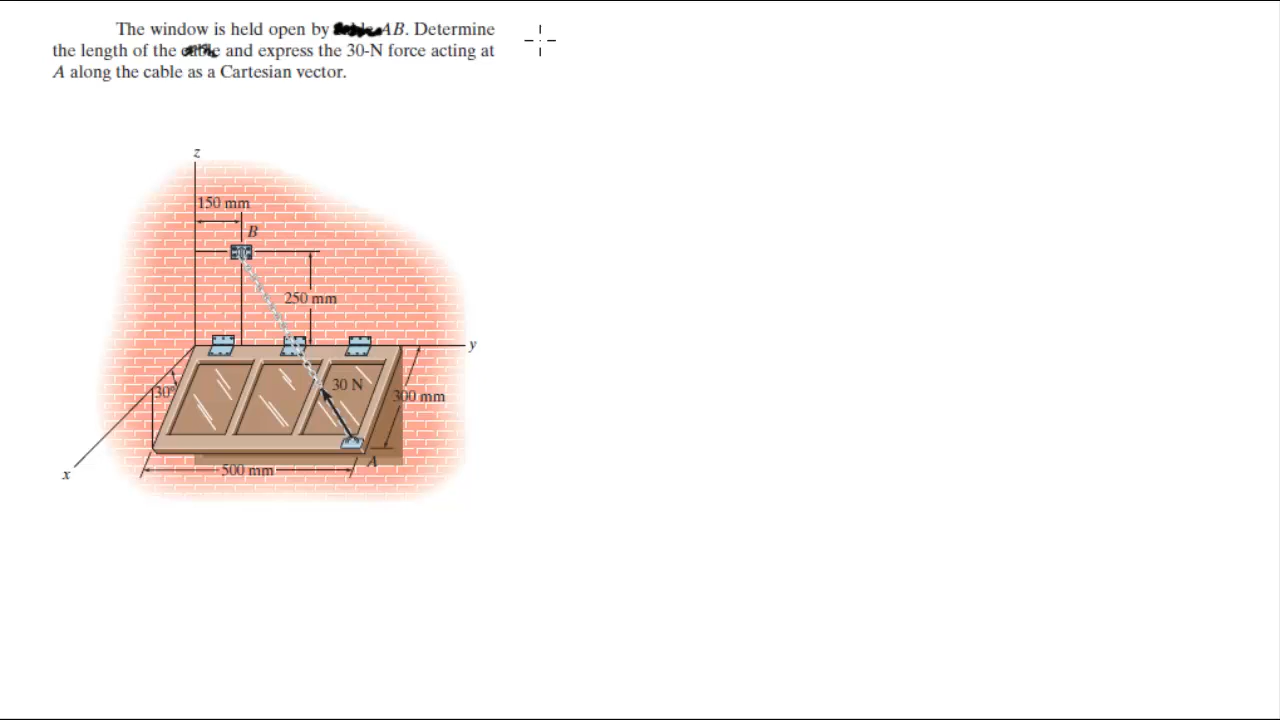 The window is held open by AB. Determine
the length of the and express the 30-N force acting at
A along the cable as a Cartesian vector.
z
150 mm
B
250 mm
y
30 N
30°
300 mm
x
500 mm
A